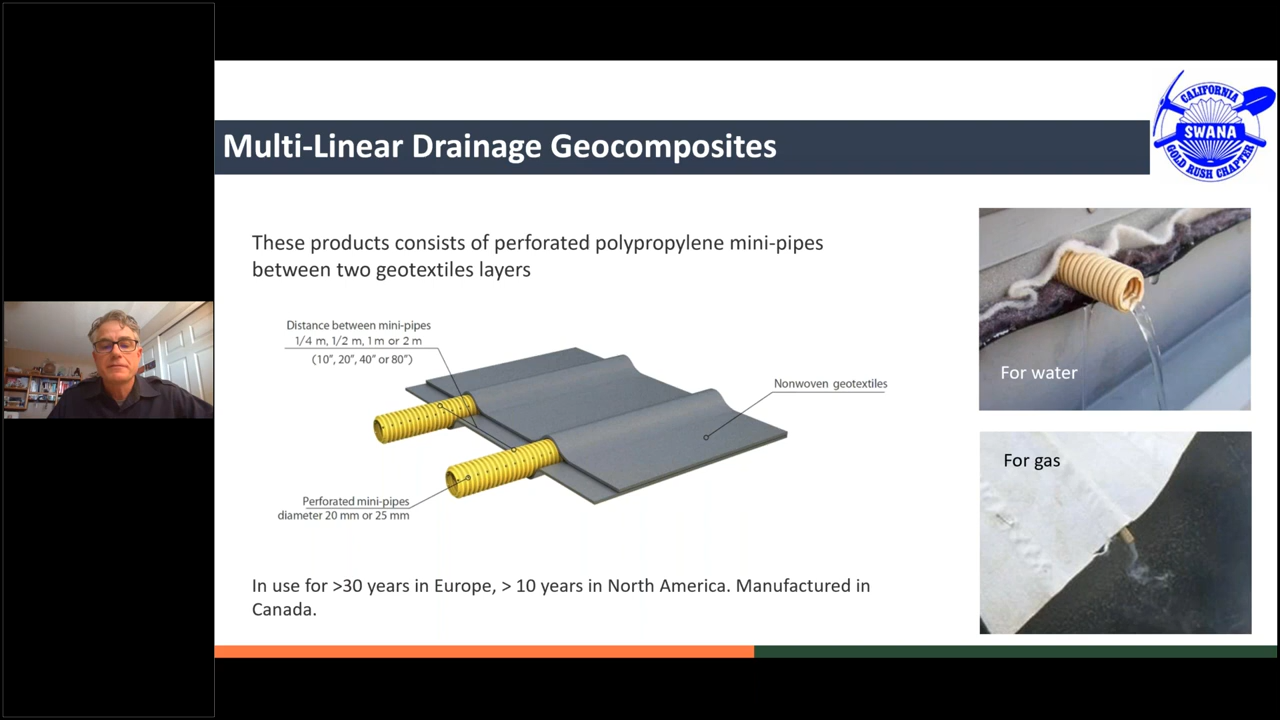 Multi-Linear Drainage Geocomposites
CALIFORNIA
SWANA
GOLD RUSH CHAPTER
These products consists of perforated polypropylene mini-pipes
between two geotextiles layers
Distance between mini-pipes
1/4 m, 1/2 m, 1 m or 2 m
(10”, 20”, 40” or 80”)
Nonwoven geotextiles
Perforated mini-pipes
diameter 20 mm or 25 mm
For water
For gas
In use for >30 years in Europe, > 10 years in North America. Manufactured in
Canada.